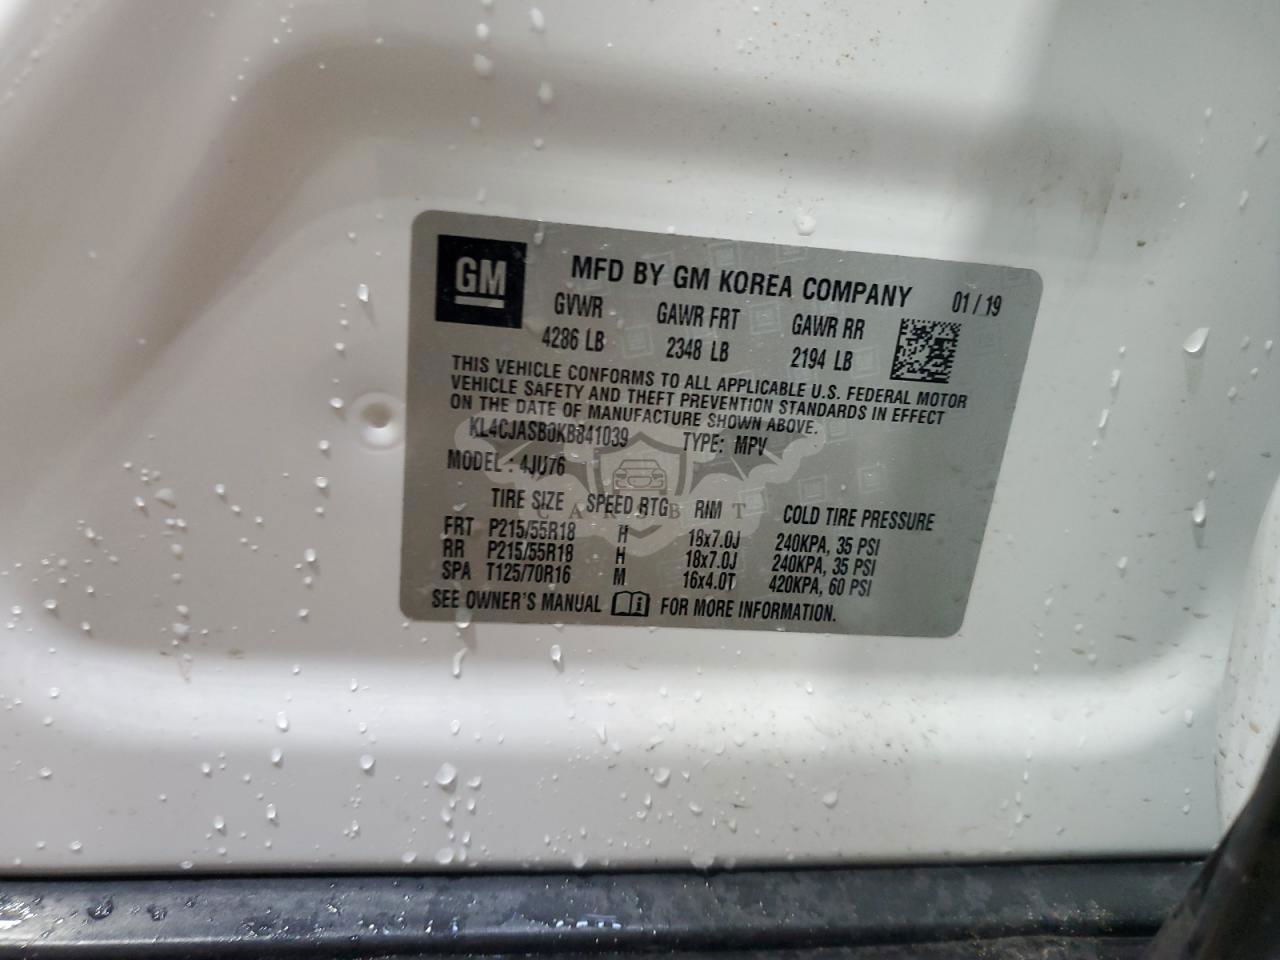 GM
MFD BY GM KOREA COMPANY 01 / 19
GVWR GAWR FRT GAWR RR
4286 LB 2348 LB 2194 LB
THIS VEHICLE CONFORMS TO ALL APPLICABLE U.S. FEDERAL MOTOR
VEHICLE SAFETY AND THEFT PREVENTION STANDARDS IN EFFECT
ON THE DATE OF MANUFACTURE SHOWN ABOVE.
KL4CJASB0KB841039 TYPE: MPV
MODEL : 4JU76
TIRE SIZE SPEED RTG RIM COLD TIRE PRESSURE
CARSBIT
FRT P215/55R18 H 18x7.0J 240KPA, 35 PSI
RR P215/55R18 H 18x7.0J 240KPA, 35 PSI
SPA T125/70R16 M 16x4.0T 420KPA, 60 PSI
SEE OWNER'S MANUAL i FOR MORE INFORMATION.